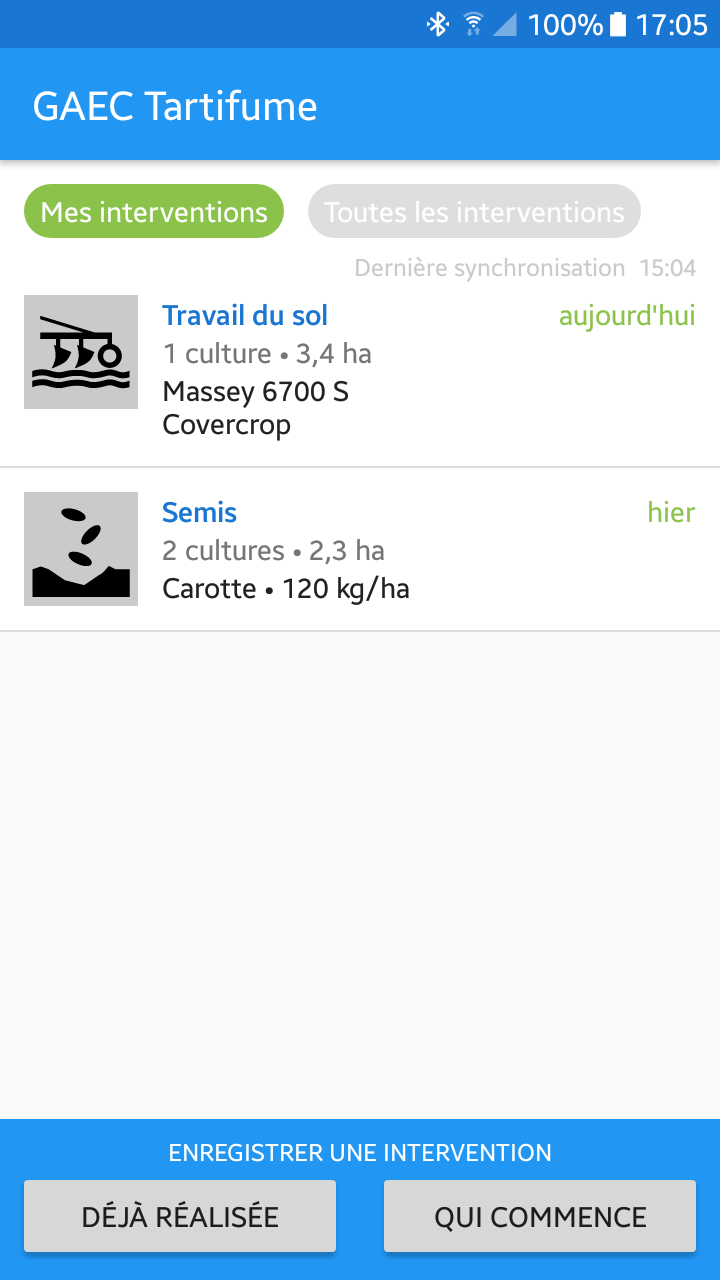 100% 17:05
GAEC Tartifume
Mes interventions Toutes les interventions
Dernière synchronisation 15:04
Travail du sol aujourd'hui
1 culture • 3,4 ha
Massey 6700 S
Covercrop
Semis hier
2 cultures • 2,3 ha
Carotte • 120 kg/ha
ENREGISTRER UNE INTERVENTION
DÉJÀ RÉALISÉE QUI COMMENCE